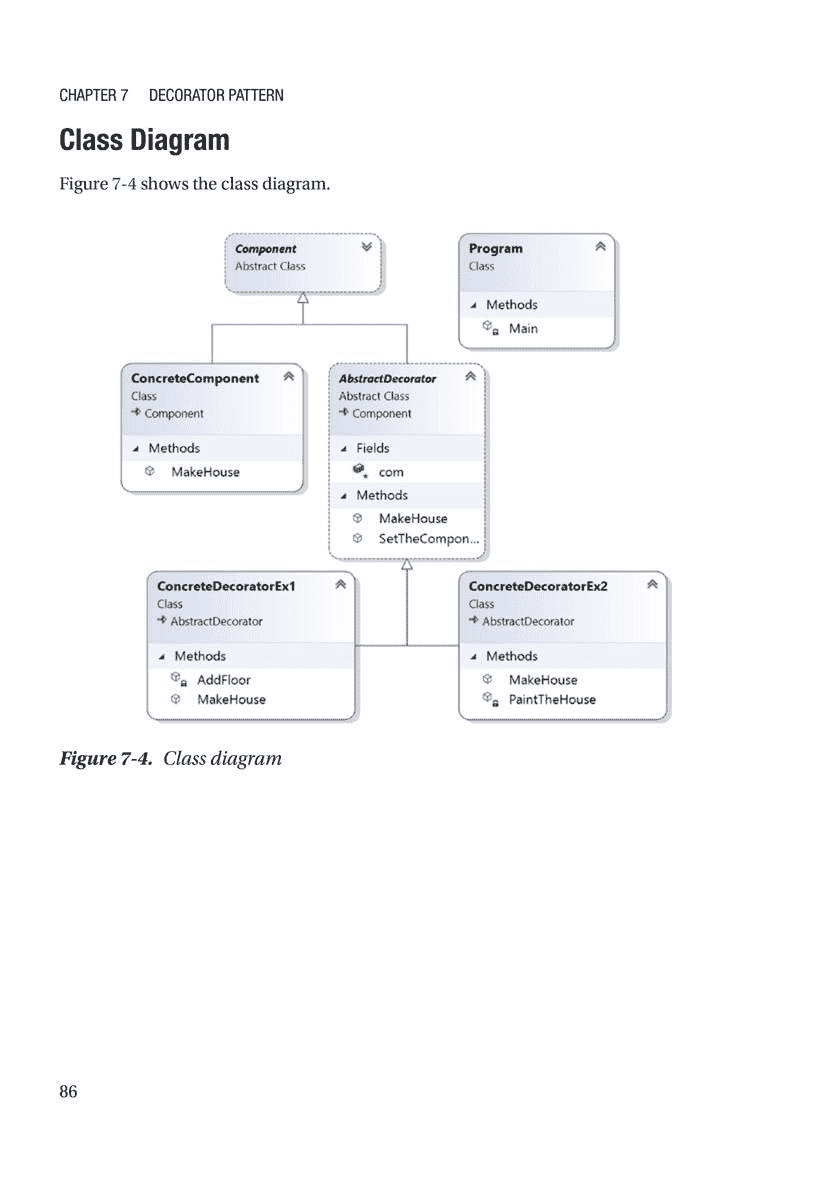 CHAPTER 7 DECORATOR PATTERN
Class Diagram
Figure 7-4 shows the class diagram.
Component
Abstract Class
Program
Class
Methods
Main
ConcreteComponent
Class
Component
Methods
MakeHouse
AbstractDecorator
Abstract Class
Component
Fields
com
Methods
MakeHouse
SetTheCompon...
ConcreteDecoratorEx1
Class
AbstractDecorator
Methods
AddFloor
MakeHouse
ConcreteDecoratorEx2
Class
AbstractDecorator
Methods
MakeHouse
PaintTheHouse
Figure 7-4. Class diagram
86